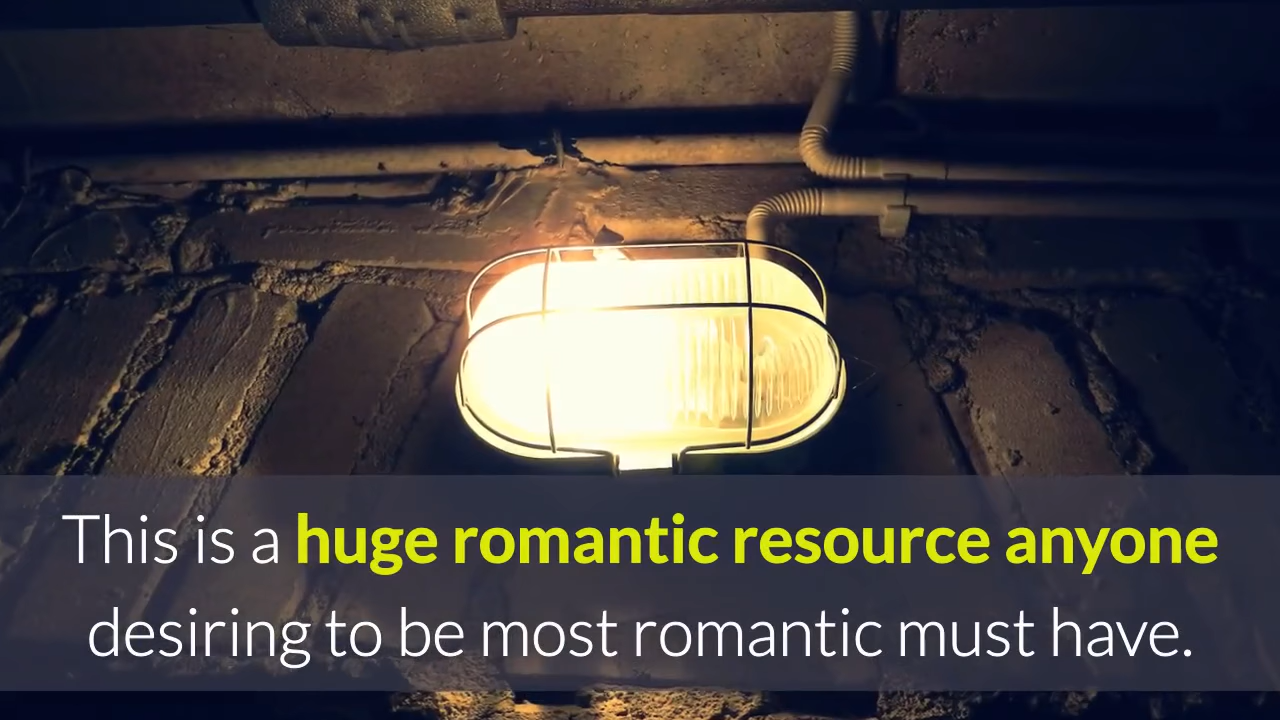 This is a huge romantic resource anyone
desiring to be most romantic must have.